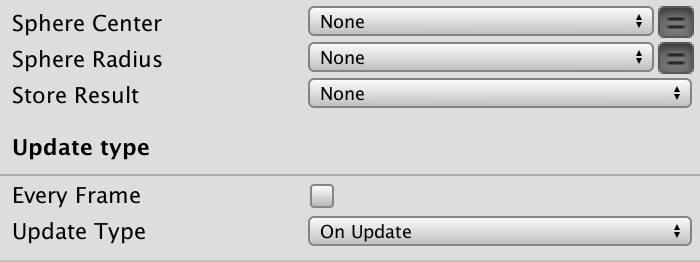 Sphere Center None
Sphere Radius None
Store Result None
Update type
Every Frame
Update Type On Update